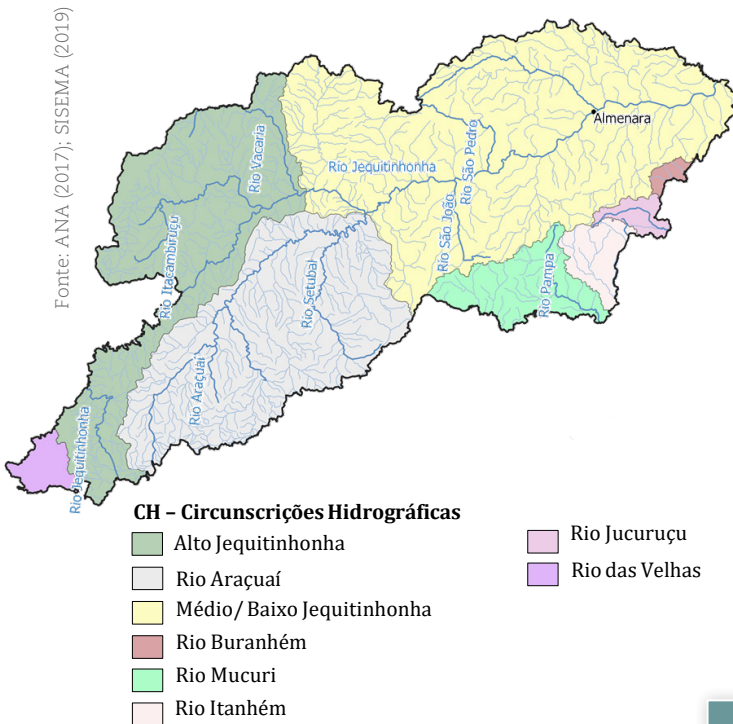 Fonte: ANA (2017); SISEMA (2019)
Almenara
Rio Vacaria
Rio Jequitinhonha
Rio São Pedro
Rio São João
Rio Itacambiruçu
Rio Setubal
Rio Pampa
Rio Araçuaí
Rio Jequitinhonha
CH – Circunscrições Hidrográficas
Alto Jequitinhonha
Rio Araçuaí
Médio/ Baixo Jequitinhonha
Rio Buranhém
Rio Mucuri
Rio Itanhém
Rio Jucuruçu
Rio das Velhas